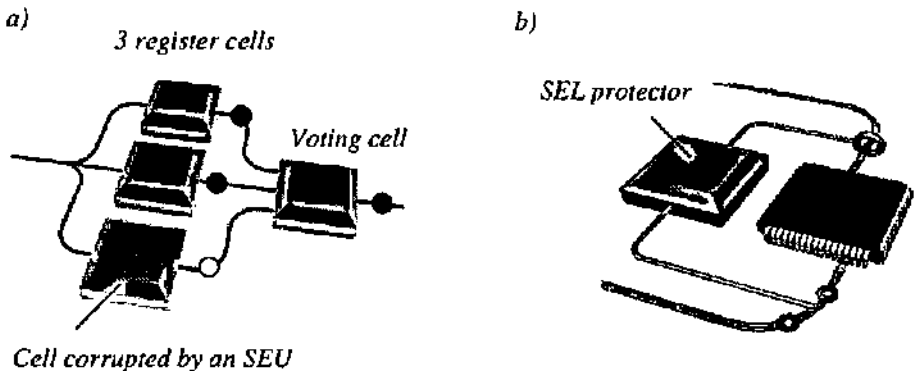 a)
3 register cells
Voting cell
Cell corrupted by an SEU
b)
SEL protector